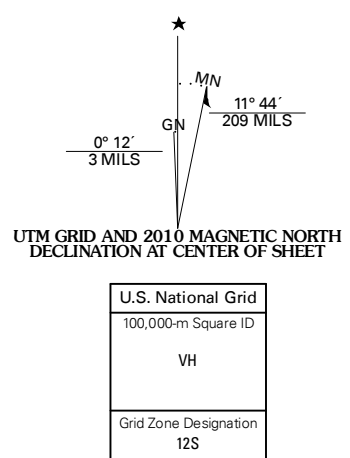 MN
GN
11° 44´
209 MILS
0° 12´
3 MILS
UTM GRID AND 2010 MAGNETIC NORTH
DECLINATION AT CENTER OF SHEET
U.S. National Grid
100,000-m Square ID
VH
Grid Zone Designation
12S